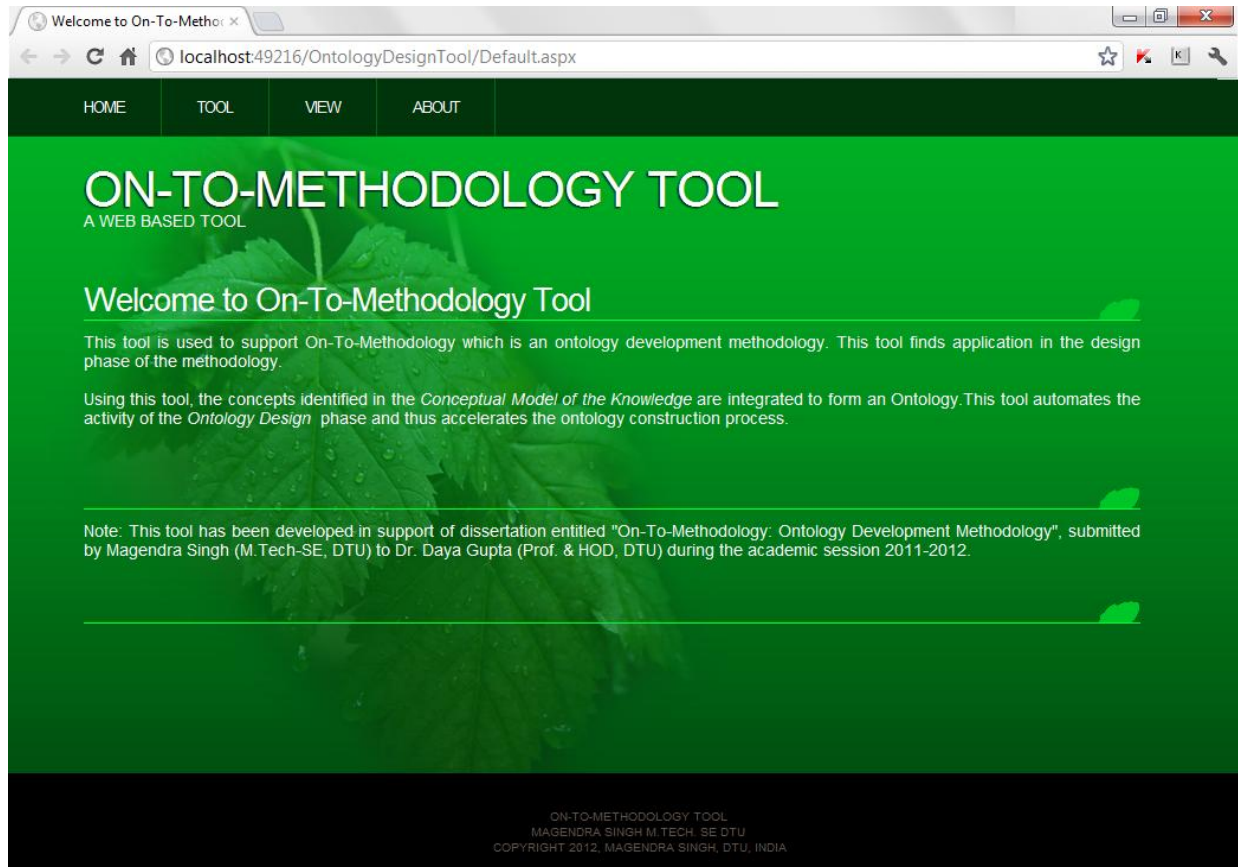 Welcome to On-To-Methoc
localhost:49216/OntologyDesignTool/Default.aspx
HOME TOOL VIEW ABOUT
ON-TO-METHODOLOGY TOOL
A WEB BASED TOOL
Welcome to On-To-Methodology Tool
This tool is used to support On-To-Methodology which is an ontology development methodology. This tool finds application in the design
phase of the methodology.
Using this tool, the concepts identified in the Conceptual Model of the Knowledge are integrated to form an Ontology.This tool automates the
activity of the Ontology Design phase and thus accelerates the ontology construction process.
Note: This tool has been developed in support of dissertation entitled "On-To-Methodology: Ontology Development Methodology", submitted
by Magendra Singh (M.Tech-SE, DTU) to Dr. Daya Gupta (Prof. & HOD, DTU) during the academic session 2011-2012.
ON-TO-METHODOLOGY TOOL
MAGENDRA SINGH M.TECH. SE DTU
COPYRIGHT 2012, MAGENDRA SINGH, DTU, INDIA